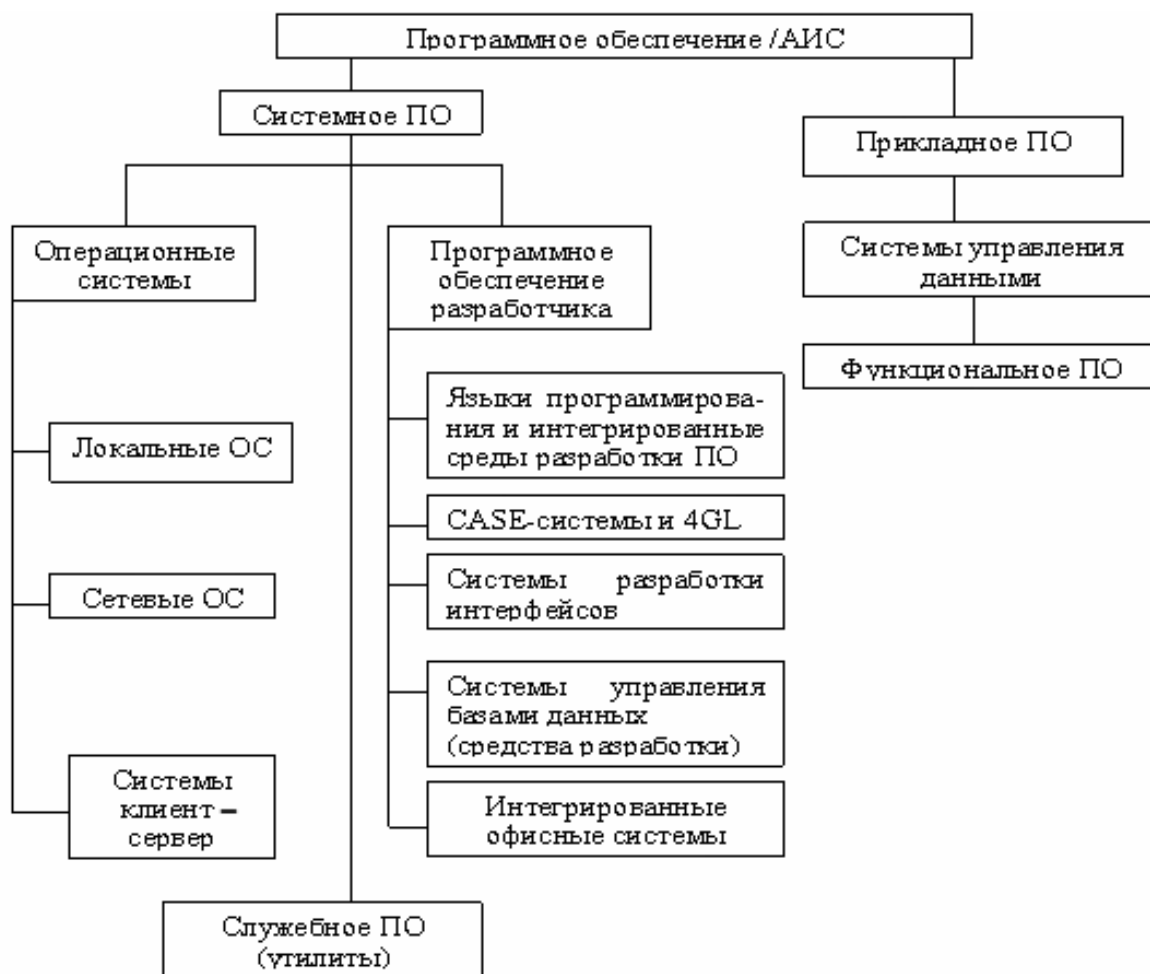 Программное обеспечение /АИС
Системное ПО
Прикладное ПО
Операционные
системы
Программное
обеспечение
разработчика
Системы управления
данными
Функциональное ПО
Языки программирова-
ния и интегрированные
среды разработки ПО
Локальные ОС
CASE-системы и 4GL
Системы разработки
интерфейсов
Сетевые ОС
Системы управления
базами данных
(средства разработки)
Системы
клиент –
сервер
Интегрированные
офисные системы
Служебное ПО
(утилиты)